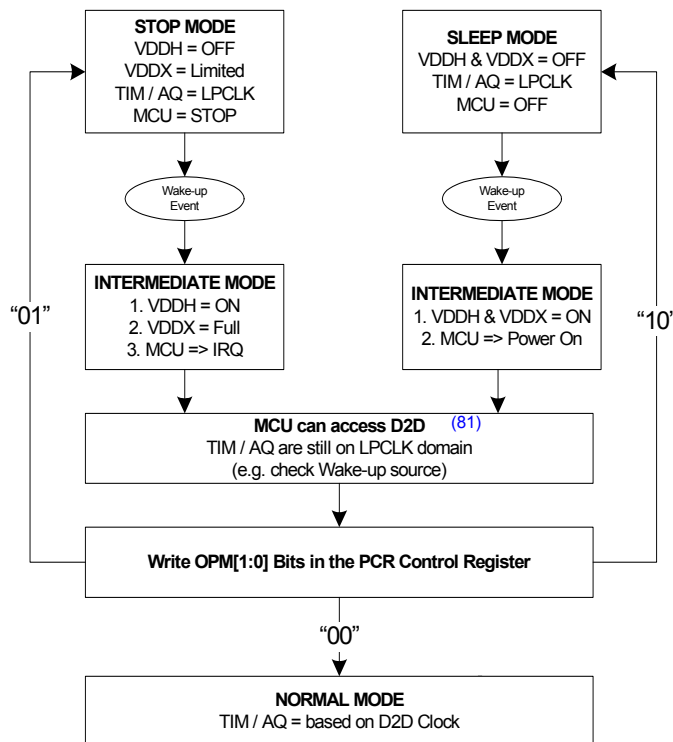 STOP MODE
VDDH = OFF
VDDX = Limited
TIM / AQ = LPCLK
MCU = STOP
SLEEP MODE
VDDH & VDDX = OFF
TIM / AQ = LPCLK
MCU = OFF
Wake-up
Event
Wake-up
Event
INTERMEDIATE MODE
1. VDDH = ON
2. VDDX = Full
3. MCU => IRQ
INTERMEDIATE MODE
1. VDDH & VDDX = ON
2. MCU => Power On
“01”
“10’
MCU can access D2D (81)
TIM / AQ are still on LPCLK domain
(e.g. check Wake-up source)
Write OPM[1:0] Bits in the PCR Control Register
“00”
NORMAL MODE
TIM / AQ = based on D2D Clock